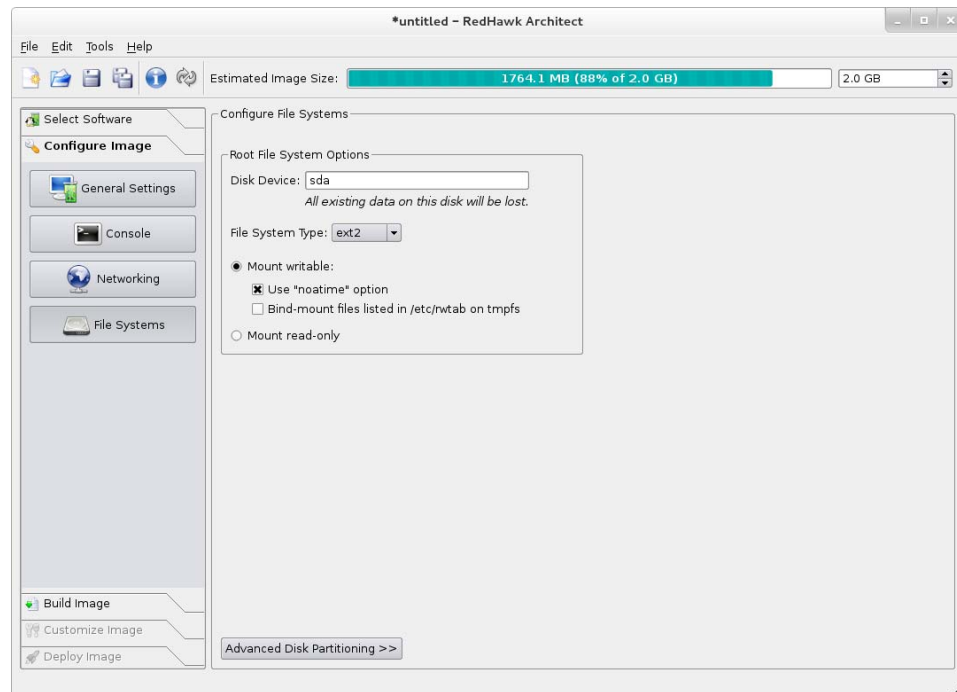 *untitled – RedHawk Architect
File Edit Tools Help
Estimated Image Size: 1764.1 MB (88% of 2.0 GB) 2.0 GB
Select Software
Configure Image
General Settings
Console
Networking
File Systems
Build Image
Customize Image
Deploy Image
Configure File Systems
Root File System Options
Disk Device: sda
All existing data on this disk will be lost.
File System Type: ext2
Mount writable:
Use "noatime" option
Bind-mount files listed in /etc/rwtab on tmpfs
Mount read-only
Advanced Disk Partitioning >>